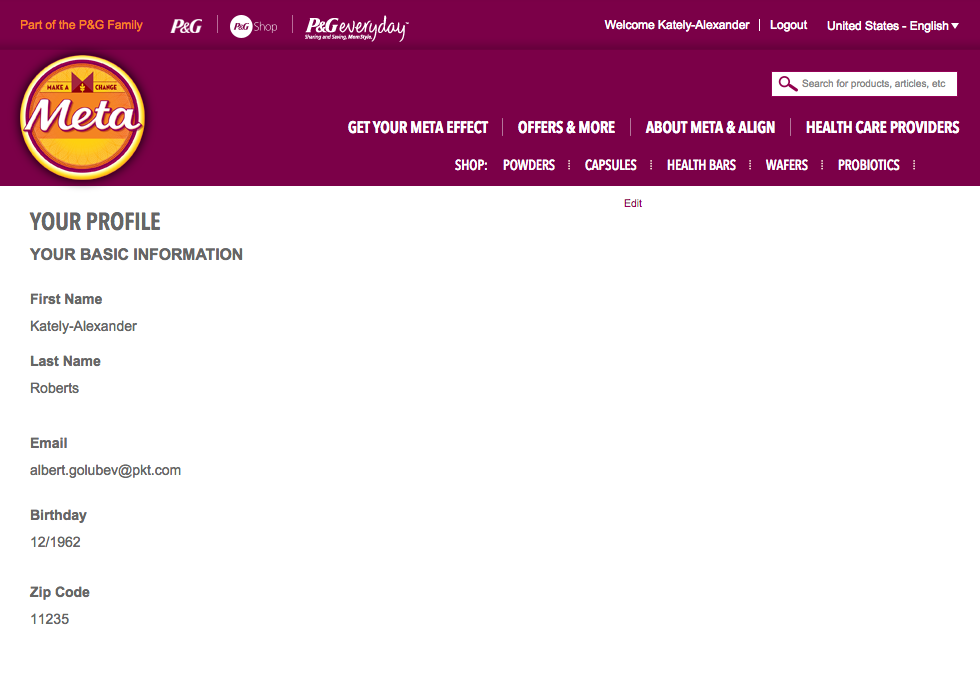 Part of the P&G Family
P&G
P&G Shop
P&G everyday™
Sharing and Saving, Mom Style.
Welcome Kately-Alexander
Logout
United States - English
MAKE A CHANGE
Meta
Search for products, articles, etc
GET YOUR META EFFECT
OFFERS & MORE
ABOUT META & ALIGN
HEALTH CARE PROVIDERS
SHOP: POWDERS CAPSULES HEALTH BARS WAFERS PROBIOTICS
Edit
YOUR PROFILE
YOUR BASIC INFORMATION
First Name
Kately-Alexander
Last Name
Roberts
Email
albert.golubev@pkt.com
Birthday
12/1962
Zip Code
11235